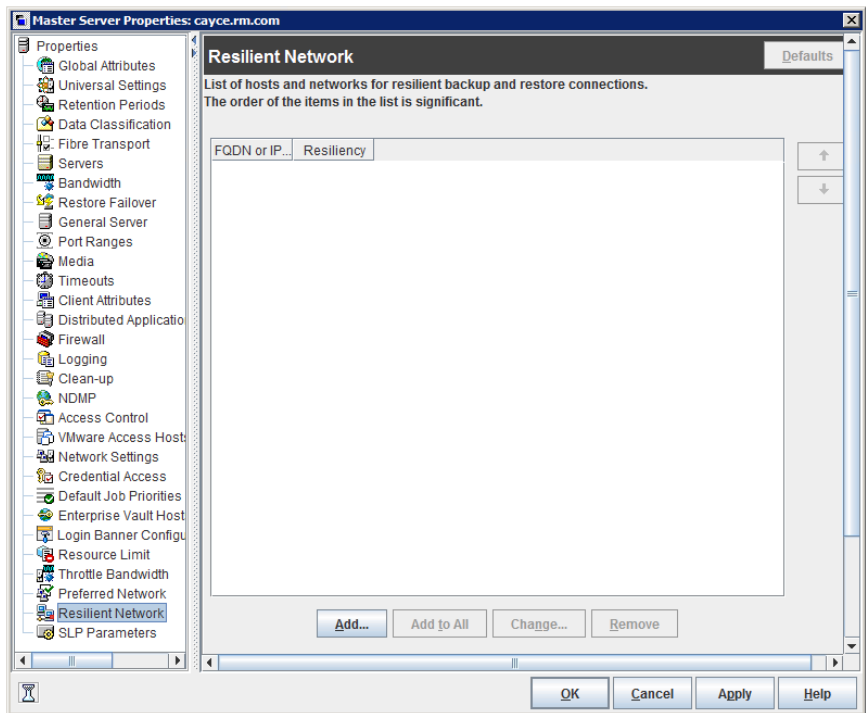 Master Server Properties: cayce.rm.com
Properties
Global Attributes
Universal Settings
Retention Periods
Data Classification
Fibre Transport
Servers
Bandwidth
Restore Failover
General Server
Port Ranges
Media
Timeouts
Client Attributes
Distributed Applicatio
Firewall
Logging
Clean-up
NDMP
Access Control
VMware Access Hosts
Network Settings
Credential Access
Default Job Priorities
Enterprise Vault Host
Login Banner Configu
Resource Limit
Throttle Bandwidth
Preferred Network
Resilient Network
SLP Parameters
Resilient Network
Defaults
List of hosts and networks for resilient backup and restore connections.
The order of the items in the list is significant.
FQDN or IP... Resiliency
Add... Add to All Change... Remove
OK Cancel Apply Help